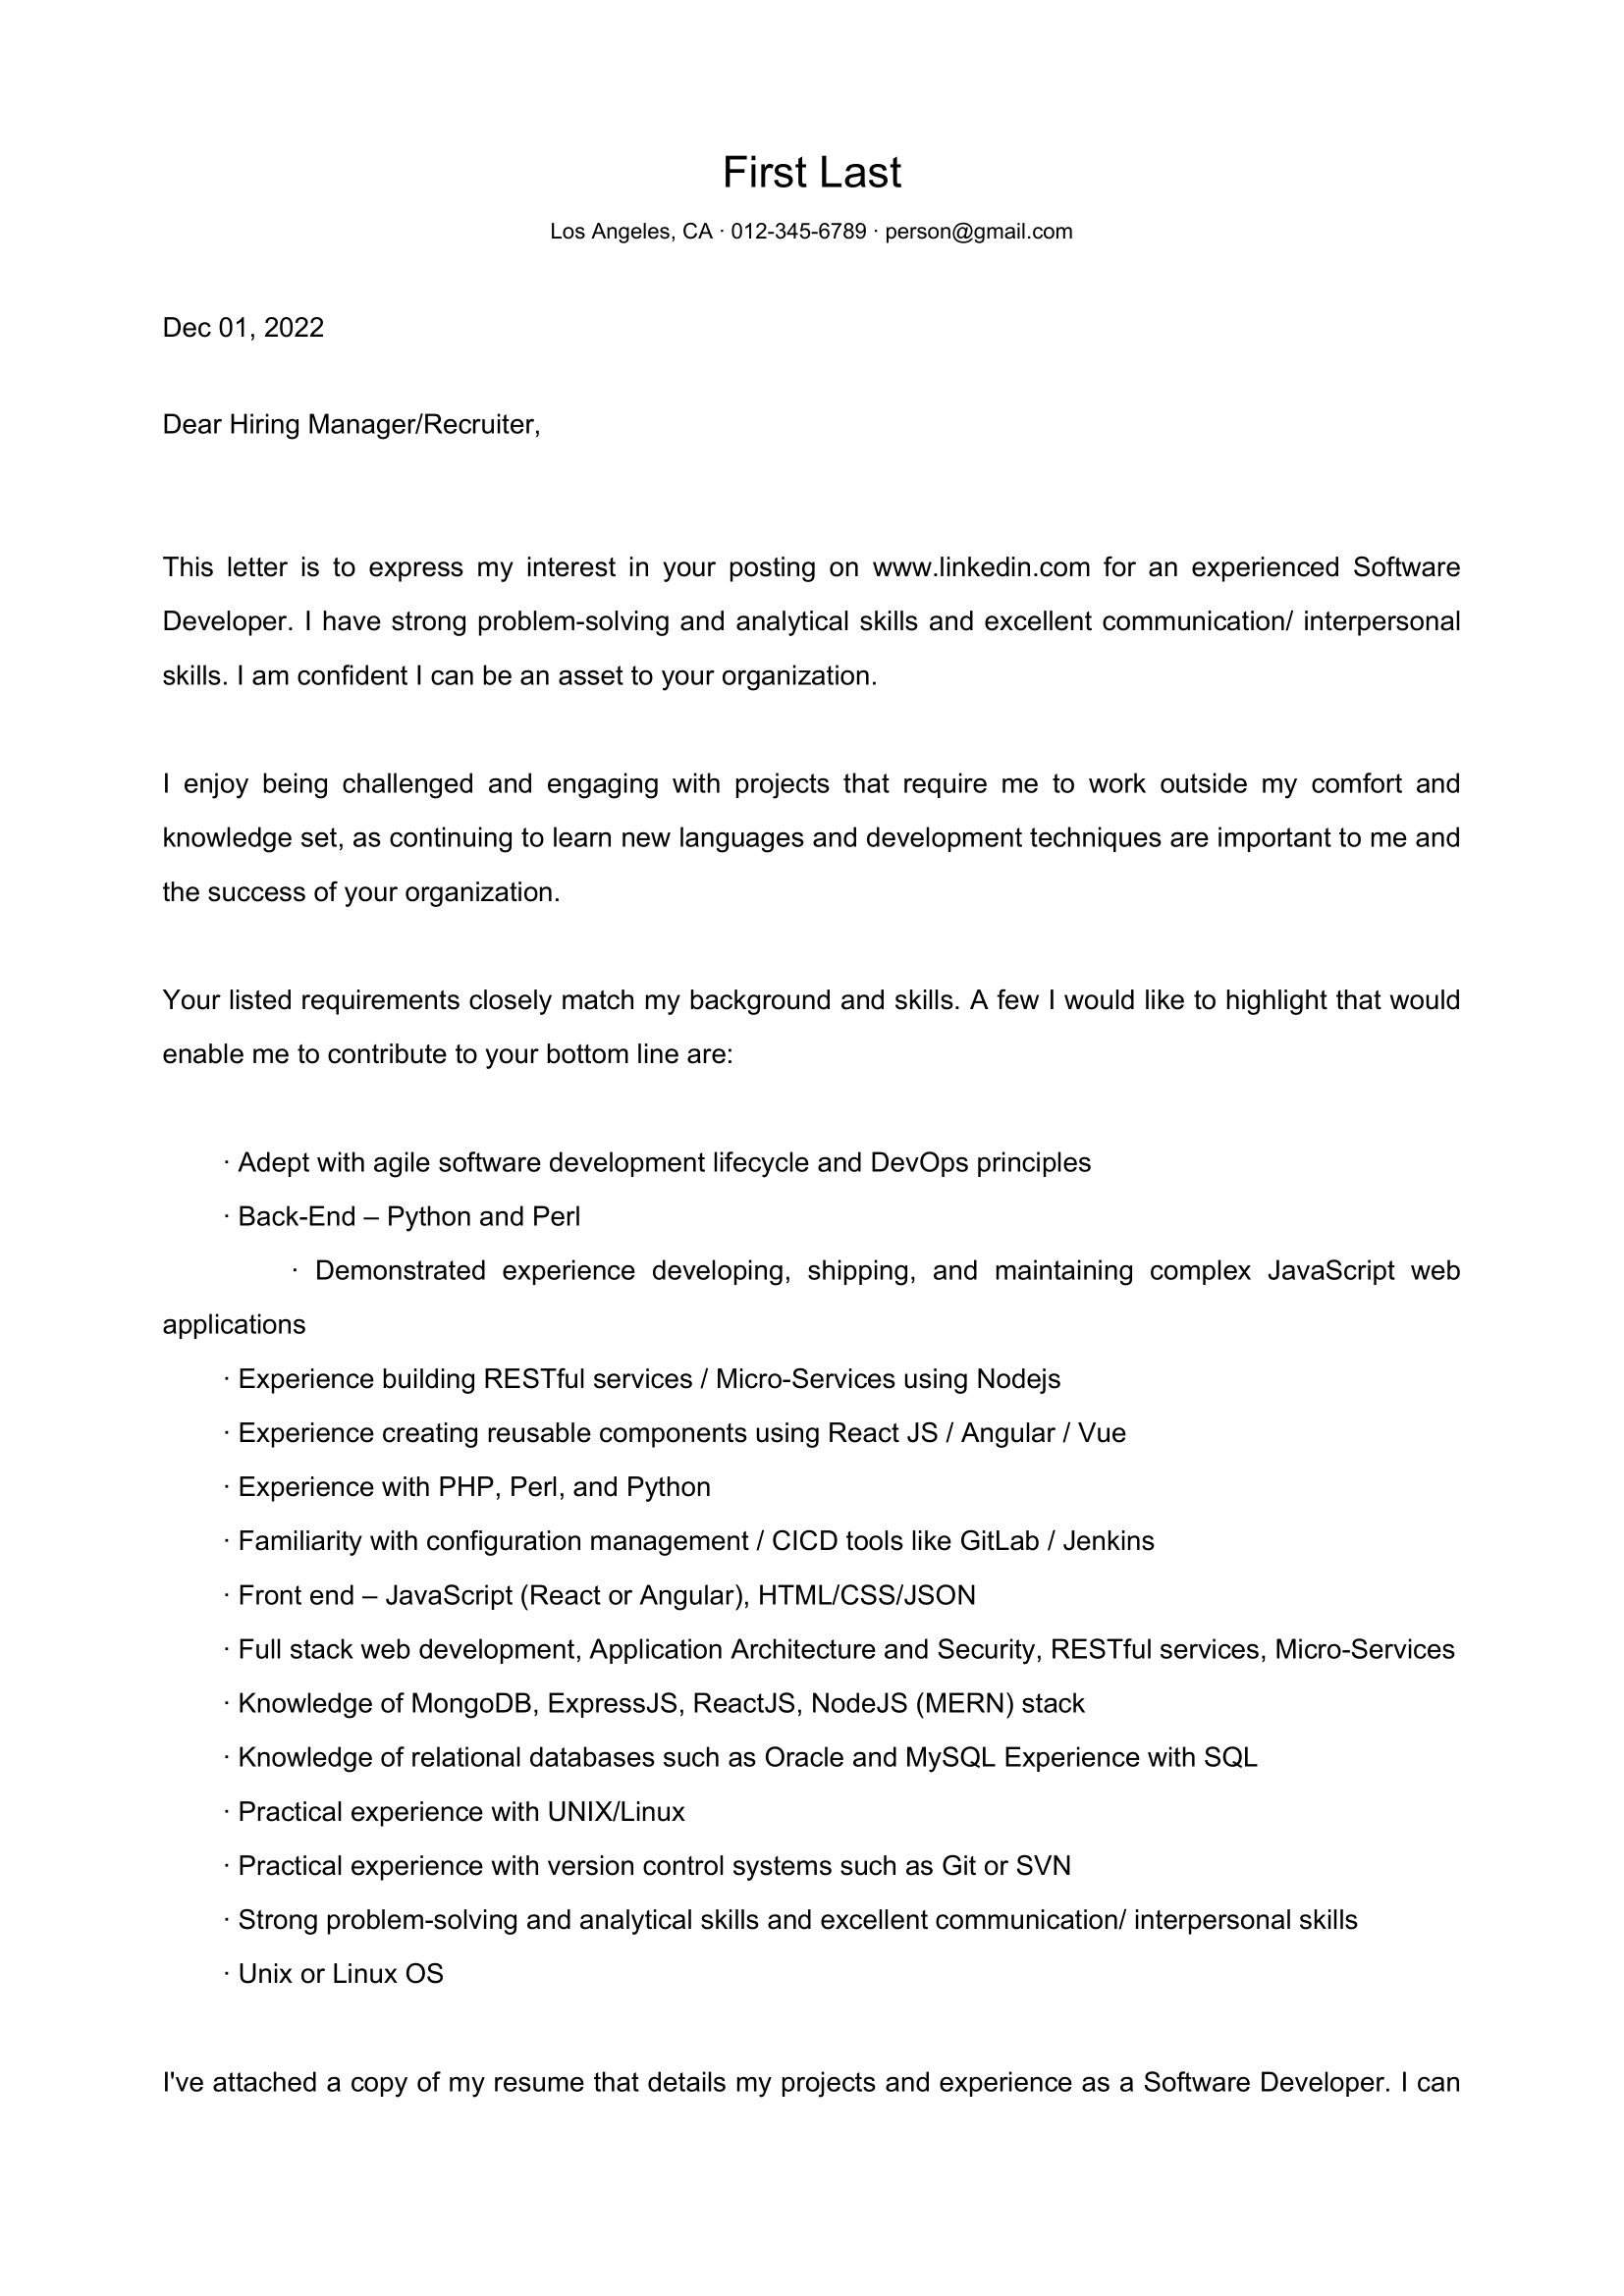 First Last
Los Angeles, CA · 012-345-6789 · person@gmail.com
Dec 01, 2022
Dear Hiring Manager/Recruiter,
This letter is to express my interest in your posting on www.linkedin.com for an experienced Software
Developer. I have strong problem-solving and analytical skills and excellent communication/ interpersonal
skills. I am confident I can be an asset to your organization.
I enjoy being challenged and engaging with projects that require me to work outside my comfort and
knowledge set, as continuing to learn new languages and development techniques are important to me and
the success of your organization.
Your listed requirements closely match my background and skills. A few I would like to highlight that would
enable me to contribute to your bottom line are:
· Adept with agile software development lifecycle and DevOps principles
· Back-End – Python and Perl
· Demonstrated experience developing, shipping, and maintaining complex JavaScript web
applications
· Experience building RESTful services / Micro-Services using Nodejs
· Experience creating reusable components using React JS / Angular / Vue
· Experience with PHP, Perl, and Python
· Familiarity with configuration management / CICD tools like GitLab / Jenkins
· Front end – JavaScript (React or Angular), HTML/CSS/JSON
· Full stack web development, Application Architecture and Security, RESTful services, Micro-Services
· Knowledge of MongoDB, ExpressJS, ReactJS, NodeJS (MERN) stack
· Knowledge of relational databases such as Oracle and MySQL Experience with SQL
· Practical experience with UNIX/Linux
· Practical experience with version control systems such as Git or SVN
· Strong problem-solving and analytical skills and excellent communication/ interpersonal skills
· Unix or Linux OS
I've attached a copy of my resume that details my projects and experience as a Software Developer. I can